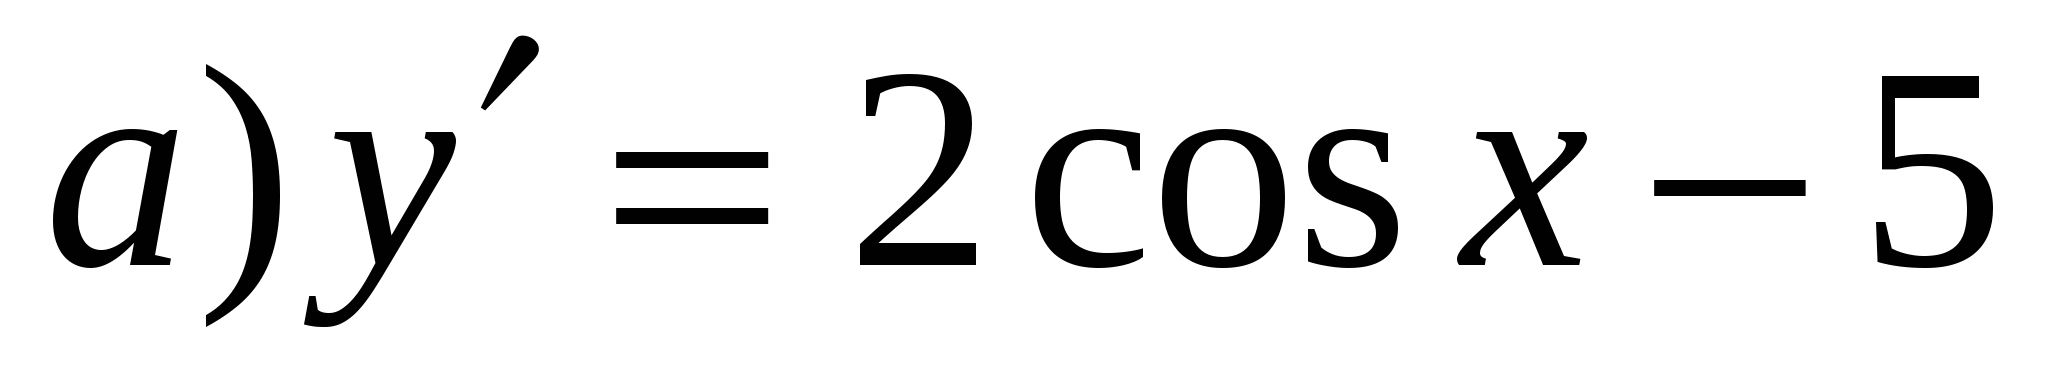 a) y′ = 2 cos x − 5